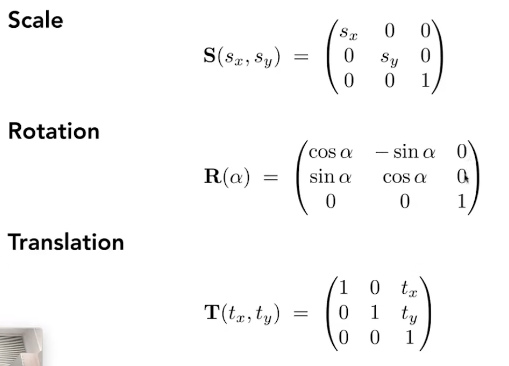 Scale
S(s_x, s_y) = ( s_x 0 0
0 s_y 0
0 0 1 )
Rotation
R(α) = ( cos α − sin α 0
sin α cos α 0
0 0 1 )
Translation
T(t_x, t_y) = ( 1 0 t_x
0 1 t_y
0 0 1 )